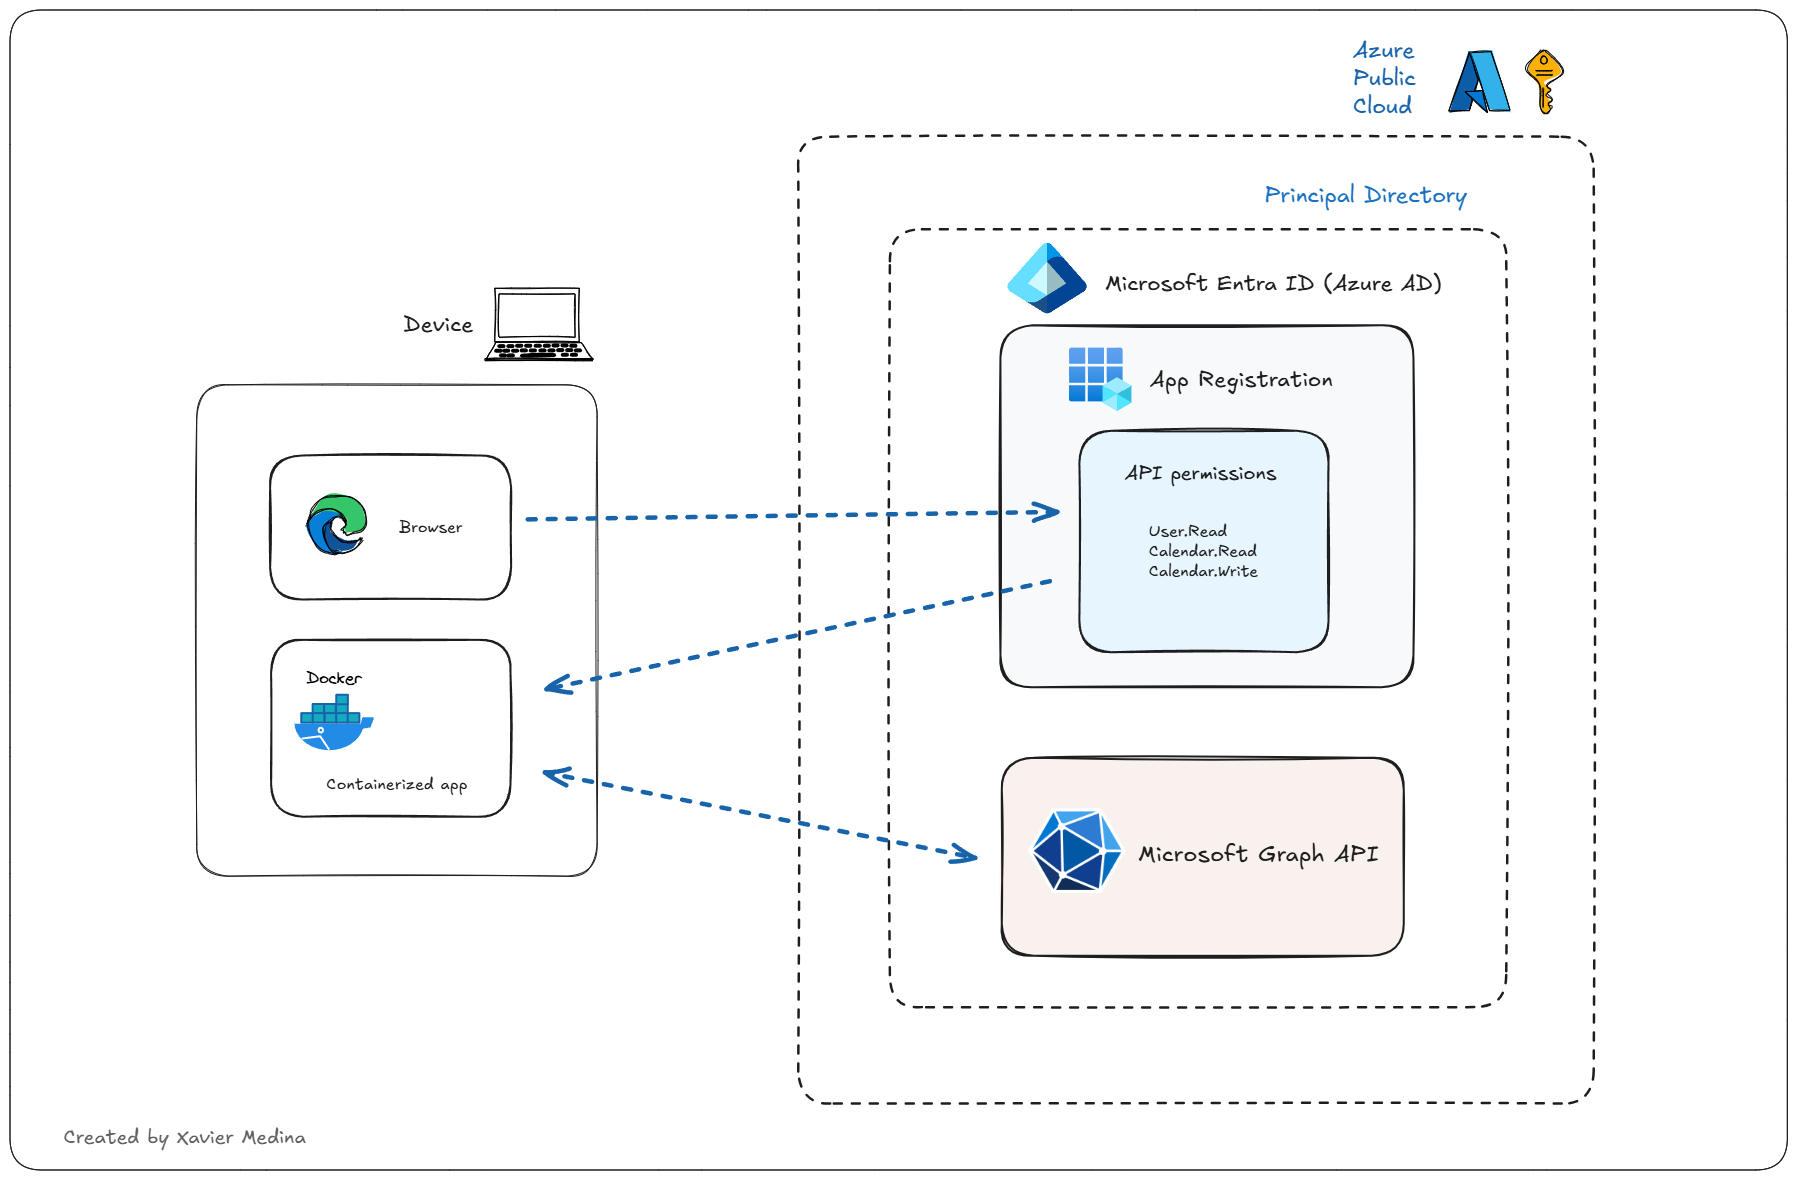 Azure
Public
Cloud
Principal Directory
Microsoft Entra ID (Azure AD)
Device
App Registration
API permissions
Browser
User.Read
Calendar.Read
Calendar.Write
Docker
Containerized app
Microsoft Graph API
Created by Xavier Medina